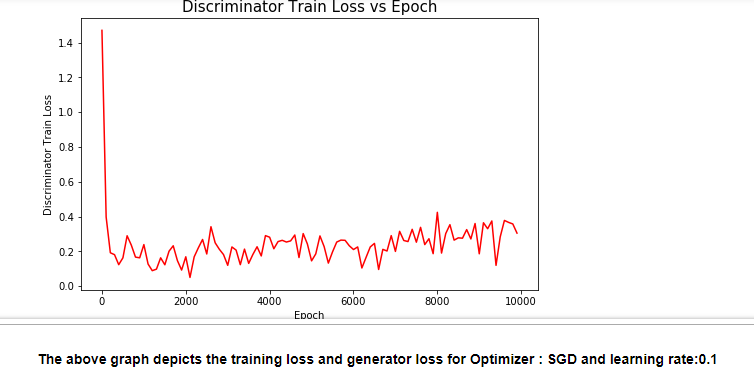 Discriminator Train Loss vs Epoch
1.4
1.2
1.0
0.8
0.6
0.4
0.2
0.0
Discriminator Train Loss
0 2000 4000 6000 8000 10000
Epoch
The above graph depicts the training loss and generator loss for Optimizer : SGD and learning rate:0.1